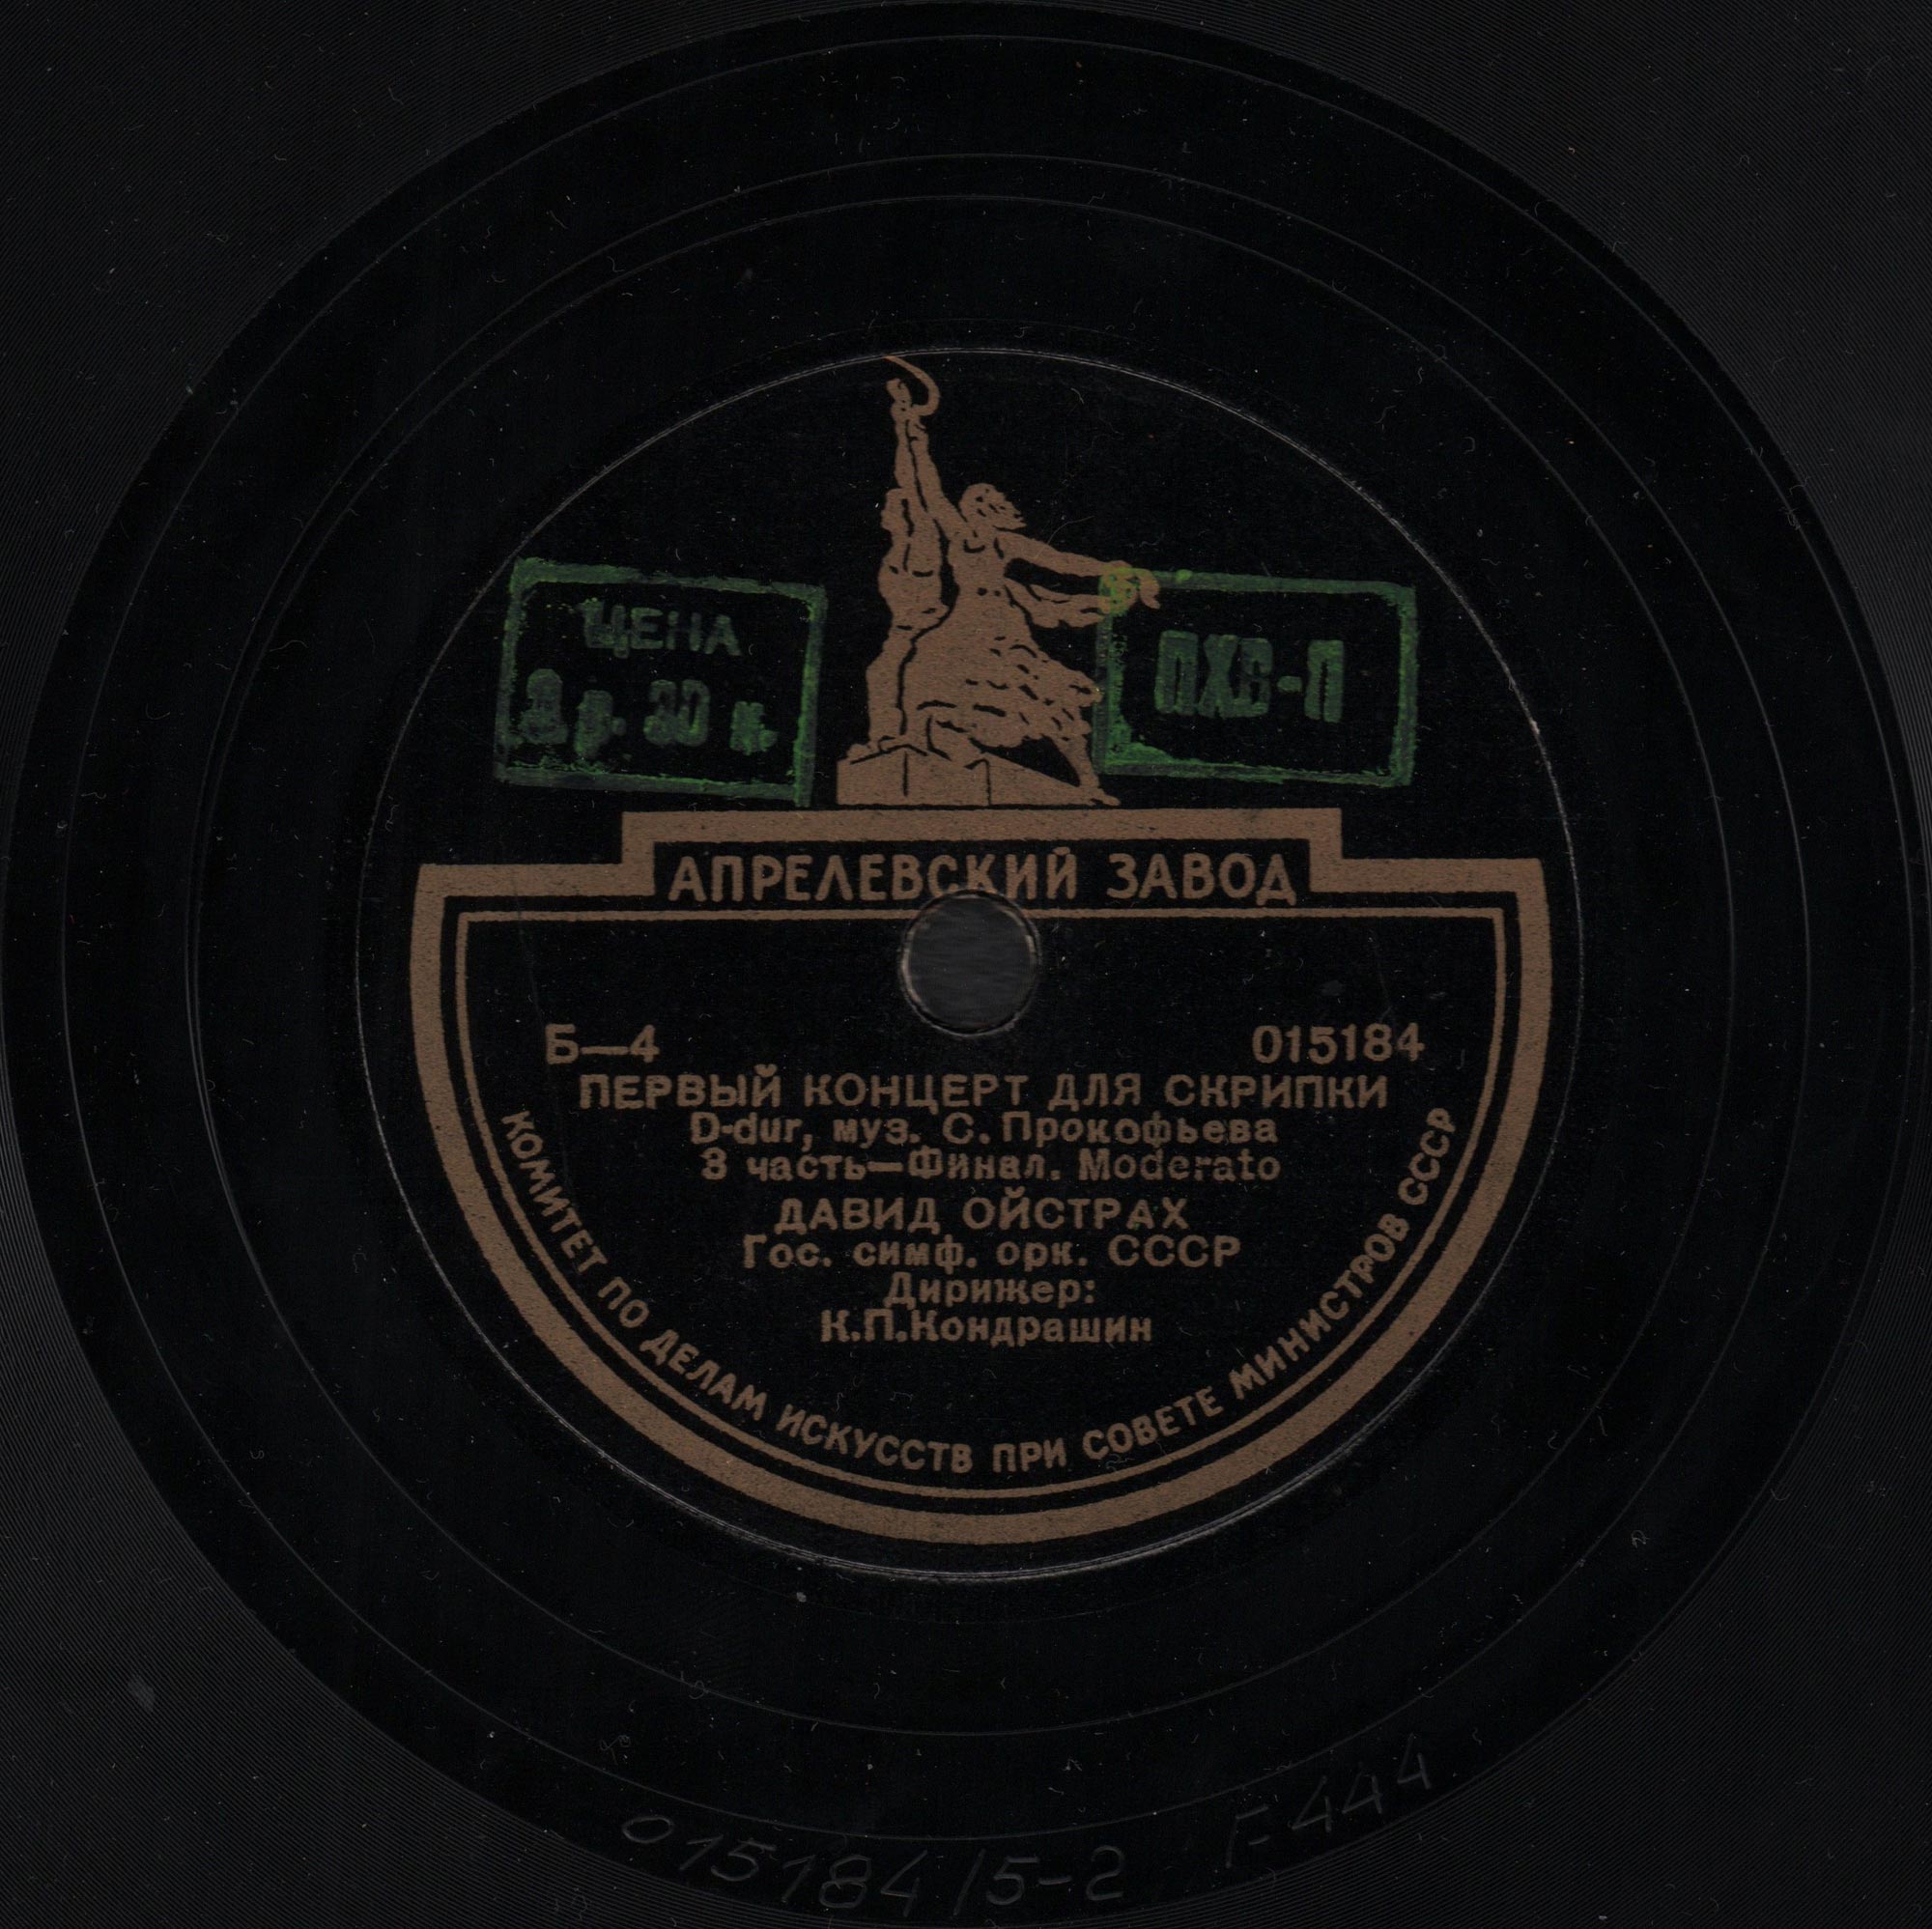 ЦЕНА
р. 30 к.
ПХВ-П
АПРЕЛЕВСКИЙ ЗАВОД
Б—4
015184
ПЕРВЫЙ КОНЦЕРТ ДЛЯ СКРИПКИ
D-dur, муз. С. Прокофьева
3 часть—Финал. Moderato
ДАВИД ОЙСТРАХ
Гос. симф. орк. СССР
Дирижер:
К.П.Кондрашин
КОМИТЕТ ПО ДЕЛАМ ИСКУССТВ ПРИ СОВЕТЕ МИНИСТРОВ СССР
015184/5-2 Г-444